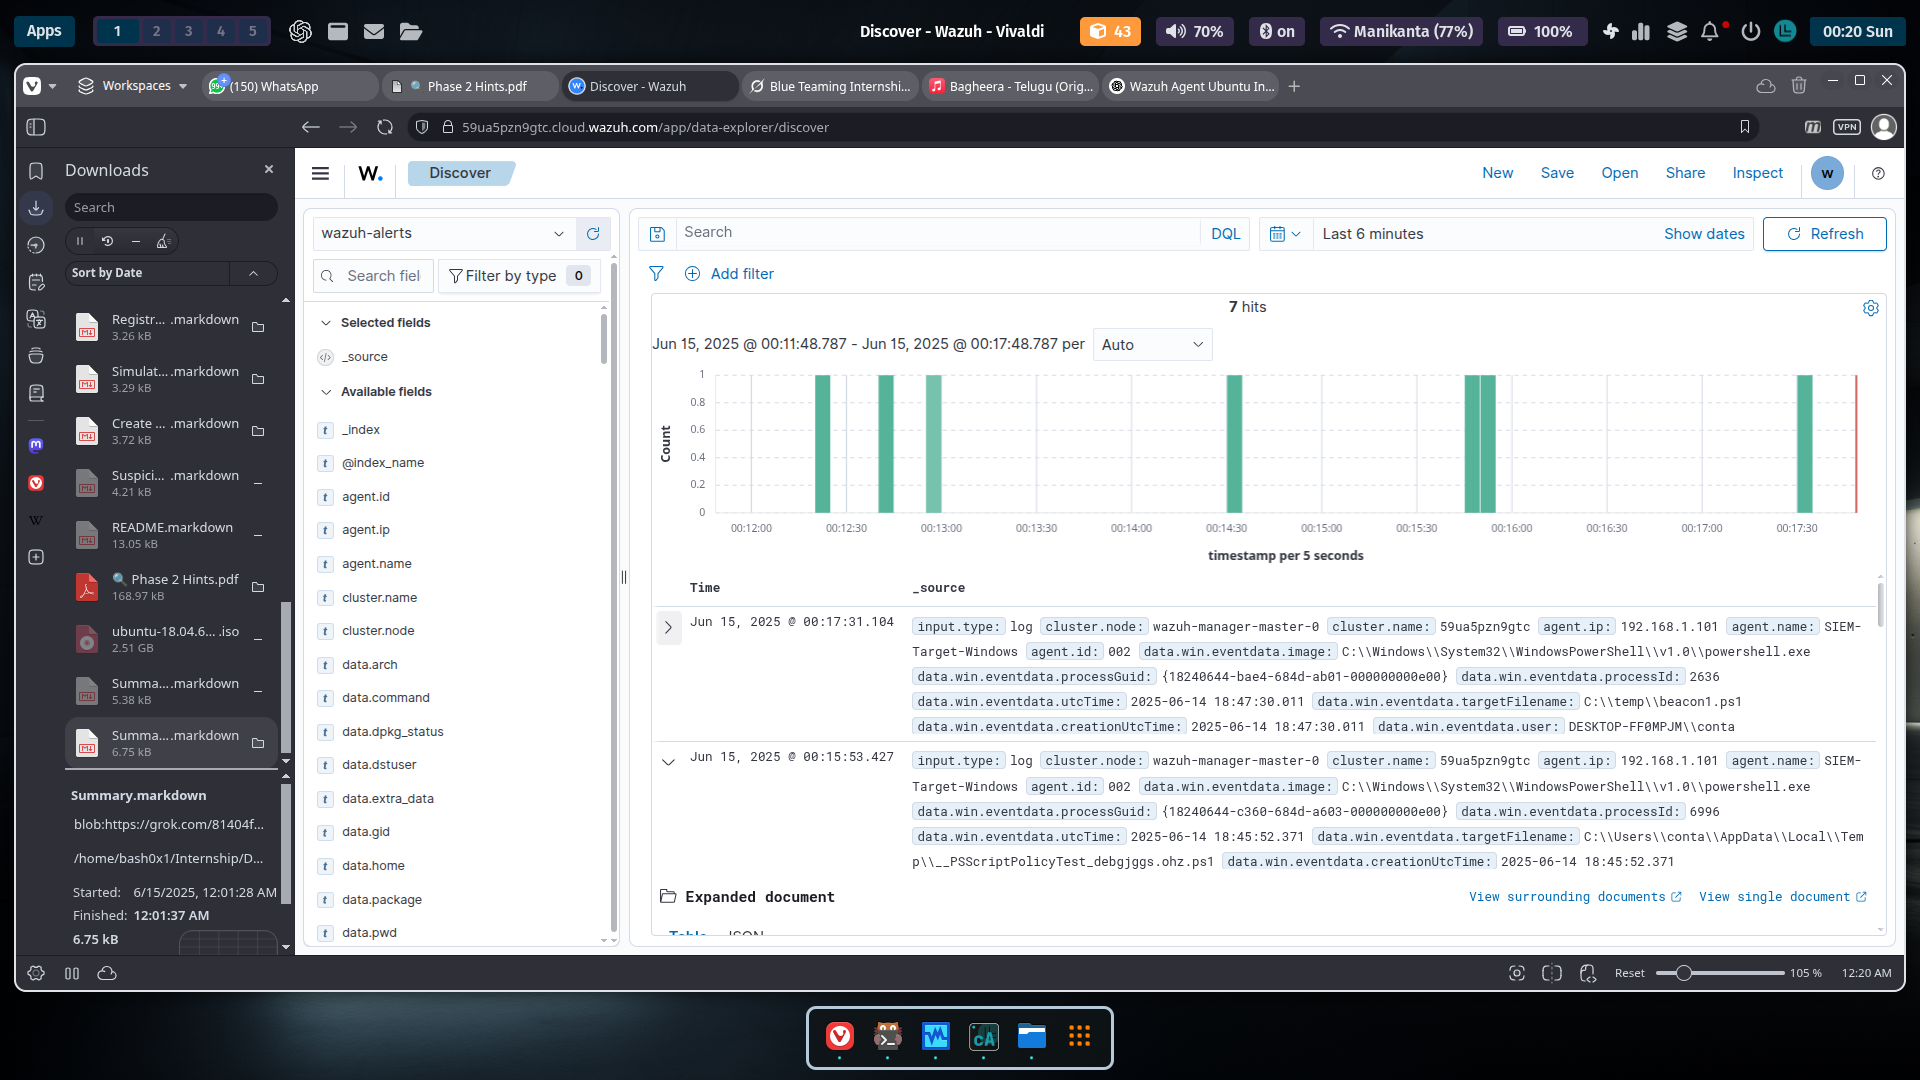 Apps
1 2 3 4 5
Discover - Wazuh - Vivaldi
43
70%
on
Manikanta (77%)
100%
00:20 Sun
Workspaces
(150) WhatsApp
🔍 Phase 2 Hints.pdf
Discover - Wazuh
Blue Teaming Internshi...
Bagheera - Telugu (Orig...
Wazuh Agent Ubuntu In...
59ua5pzn9gtc.cloud.wazuh.com/app/data-explorer/discover
VPN
Downloads
Search
Sort by Date
Registr... .markdown
3.26 kB
Simulat... .markdown
3.29 kB
Create ... .markdown
3.72 kB
Suspici... .markdown
4.21 kB
README.markdown
13.05 kB
🔍 Phase 2 Hints.pdf
168.97 kB
ubuntu-18.04.6... .iso
2.51 GB
Summa....markdown
5.38 kB
Summa....markdown
6.75 kB
Summary.markdown
blob:https://grok.com/81404f...
/home/bash0x1/Internship/D...
Started: 6/15/2025, 12:01:28 AM
Finished: 12:01:37 AM
6.75 kB
W.
Discover
New
Save
Open
Share
Inspect
w
wazuh-alerts
Search fiel
Filter by type 0
Selected fields
_source
Available fields
_index
@index_name
agent.id
agent.ip
agent.name
cluster.name
cluster.node
data.arch
data.command
data.dpkg_status
data.dstuser
data.extra_data
data.gid
data.home
data.package
data.pwd
Search
DQL
Last 6 minutes
Show dates
Refresh
Add filter
7 hits
Jun 15, 2025 @ 00:11:48.787 - Jun 15, 2025 @ 00:17:48.787 per Auto
Count
1
0.8
0.6
0.4
0.2
0
00:12:00 00:12:30 00:13:00 00:13:30 00:14:00 00:14:30 00:15:00 00:15:30 00:16:00 00:16:30 00:17:00 00:17:30
timestamp per 5 seconds
Time _source
Jun 15, 2025 @ 00:17:31.104
input.type: log cluster.node: wazuh-manager-master-0 cluster.name: 59ua5pzn9gtc agent.ip: 192.168.1.101 agent.name: SIEM-
Target-Windows agent.id: 002 data.win.eventdata.image: C:\\Windows\\System32\\WindowsPowerShell\\v1.0\\powershell.exe
data.win.eventdata.processGuid: {18240644-bae4-684d-ab01-000000000e00} data.win.eventdata.processId: 2636
data.win.eventdata.utcTime: 2025-06-14 18:47:30.011 data.win.eventdata.targetFilename: C:\\temp\\beacon1.ps1
data.win.eventdata.creationUtcTime: 2025-06-14 18:47:30.011 data.win.eventdata.user: DESKTOP-FF0MPJM\\conta
Jun 15, 2025 @ 00:15:53.427
input.type: log cluster.node: wazuh-manager-master-0 cluster.name: 59ua5pzn9gtc agent.ip: 192.168.1.101 agent.name: SIEM-
Target-Windows agent.id: 002 data.win.eventdata.image: C:\\Windows\\System32\\WindowsPowerShell\\v1.0\\powershell.exe
data.win.eventdata.processGuid: {18240644-c360-684d-a603-000000000e00} data.win.eventdata.processId: 6996
data.win.eventdata.utcTime: 2025-06-14 18:45:52.371 data.win.eventdata.targetFilename: C:\\Users\\conta\\AppData\\Local\\Tem
p\\__PSScriptPolicyTest_debgjggs.ohz.ps1 data.win.eventdata.creationUtcTime: 2025-06-14 18:45:52.371
Expanded document
View surrounding documents
View single document
Table JSON
Reset
105 %
12:20 AM